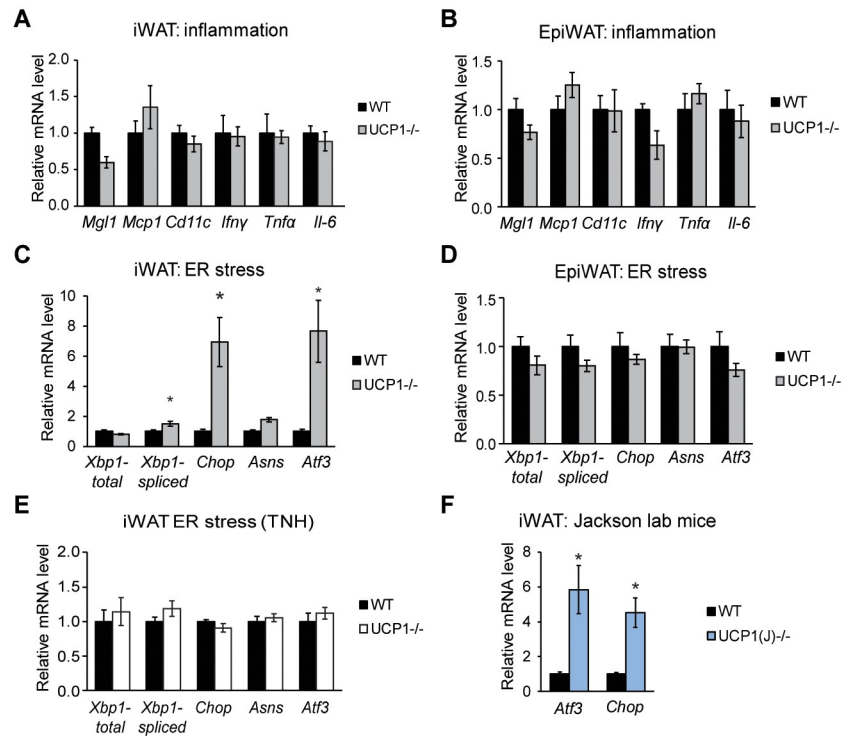 A
iWAT: inflammation
Relative mRNA level
2.0
1.5
1.0
0.5
0.0
Mgl1 Mcp1 Cd11c Ifnγ Tnfα Il-6
WT
UCP1-/-
B
EpiWAT: inflammation
Relative mRNA level
1.5
1.0
0.5
0.0
Mgl1 Mcp1 Cd11c Ifnγ Tnfα Il-6
WT
UCP1-/-
C
iWAT: ER stress
Relative mRNA level
10
8
6
4
2
0
* * *
Xbp1- Xbp1- Chop Asns Atf3
total spliced
WT
UCP1-/-
D
EpiWAT: ER stress
Relative mRNA level
1.5
1.0
0.5
0.0
Xbp1- Xbp1- Chop Asns Atf3
total spliced
WT
UCP1-/-
E
iWAT ER stress (TNH)
Relative mRNA level
2.0
1.5
1.0
0.5
0.0
Xbp1- Xbp1- Chop Asns Atf3
total spliced
WT
UCP1-/-
F
iWAT: Jackson lab mice
Relative mRNA level
8
6
4
2
0
* *
Atf3 Chop
WT
UCP1(J)-/-